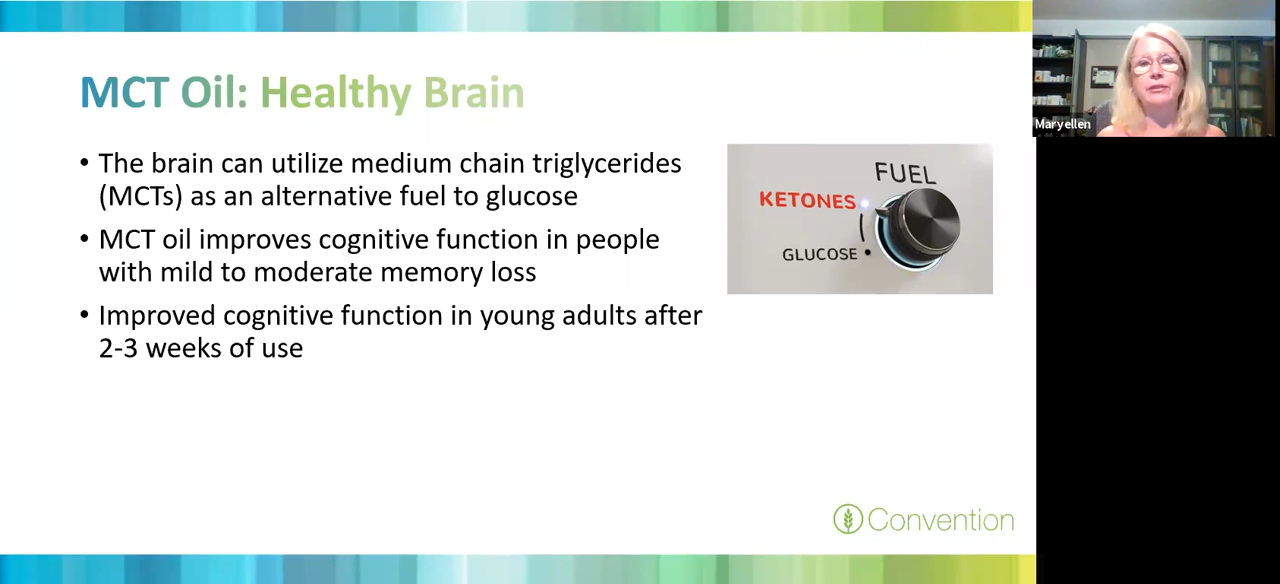 MCT Oil: Healthy Brain
• The brain can utilize medium chain triglycerides
(MCTs) as an alternative fuel to glucose
• MCT oil improves cognitive function in people
with mild to moderate memory loss
• Improved cognitive function in young adults after
2-3 weeks of use
FUEL
KETONES
GLUCOSE
Convention
Maryellen